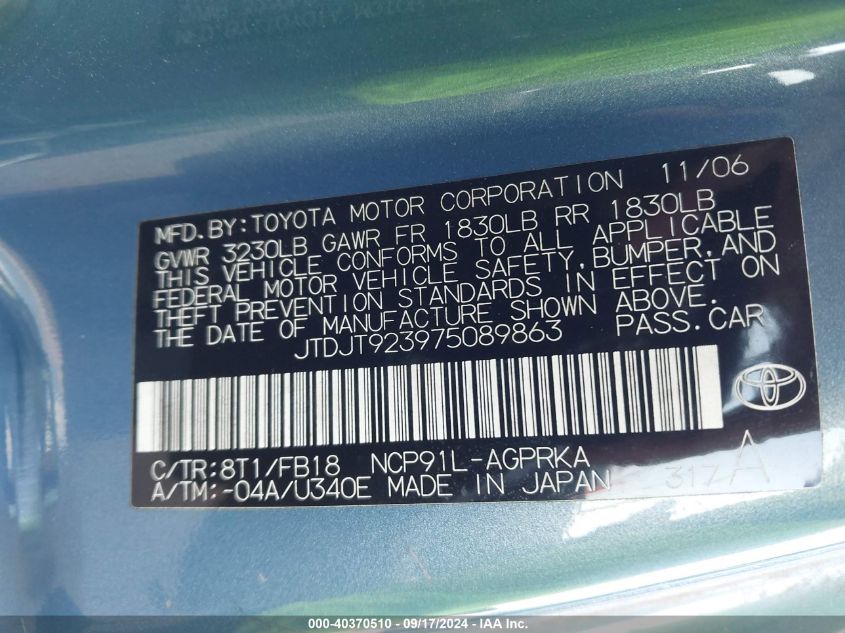 MFD.BY:TOYOTA MOTOR CORPORATION 11/06
GVWR 3230LB GAWR FR 1830LB RR 1830LB
THIS VEHICLE CONFORMS TO ALL APPLICABLE
FEDERAL MOTOR VEHICLE SAFETY,BUMPER,AND
THEFT PREVENTION STANDARDS IN EFFECT ON
THE DATE OF MANUFACTURE SHOWN ABOVE.
JTDJT923975089863 PASS.CAR
C/TR:8T1/FB18 NCP91L-AGPRKA A
A/TM:-04A/U340E MADE IN JAPAN 317
000-40370510 - 09/17/2024 - IAA Inc.